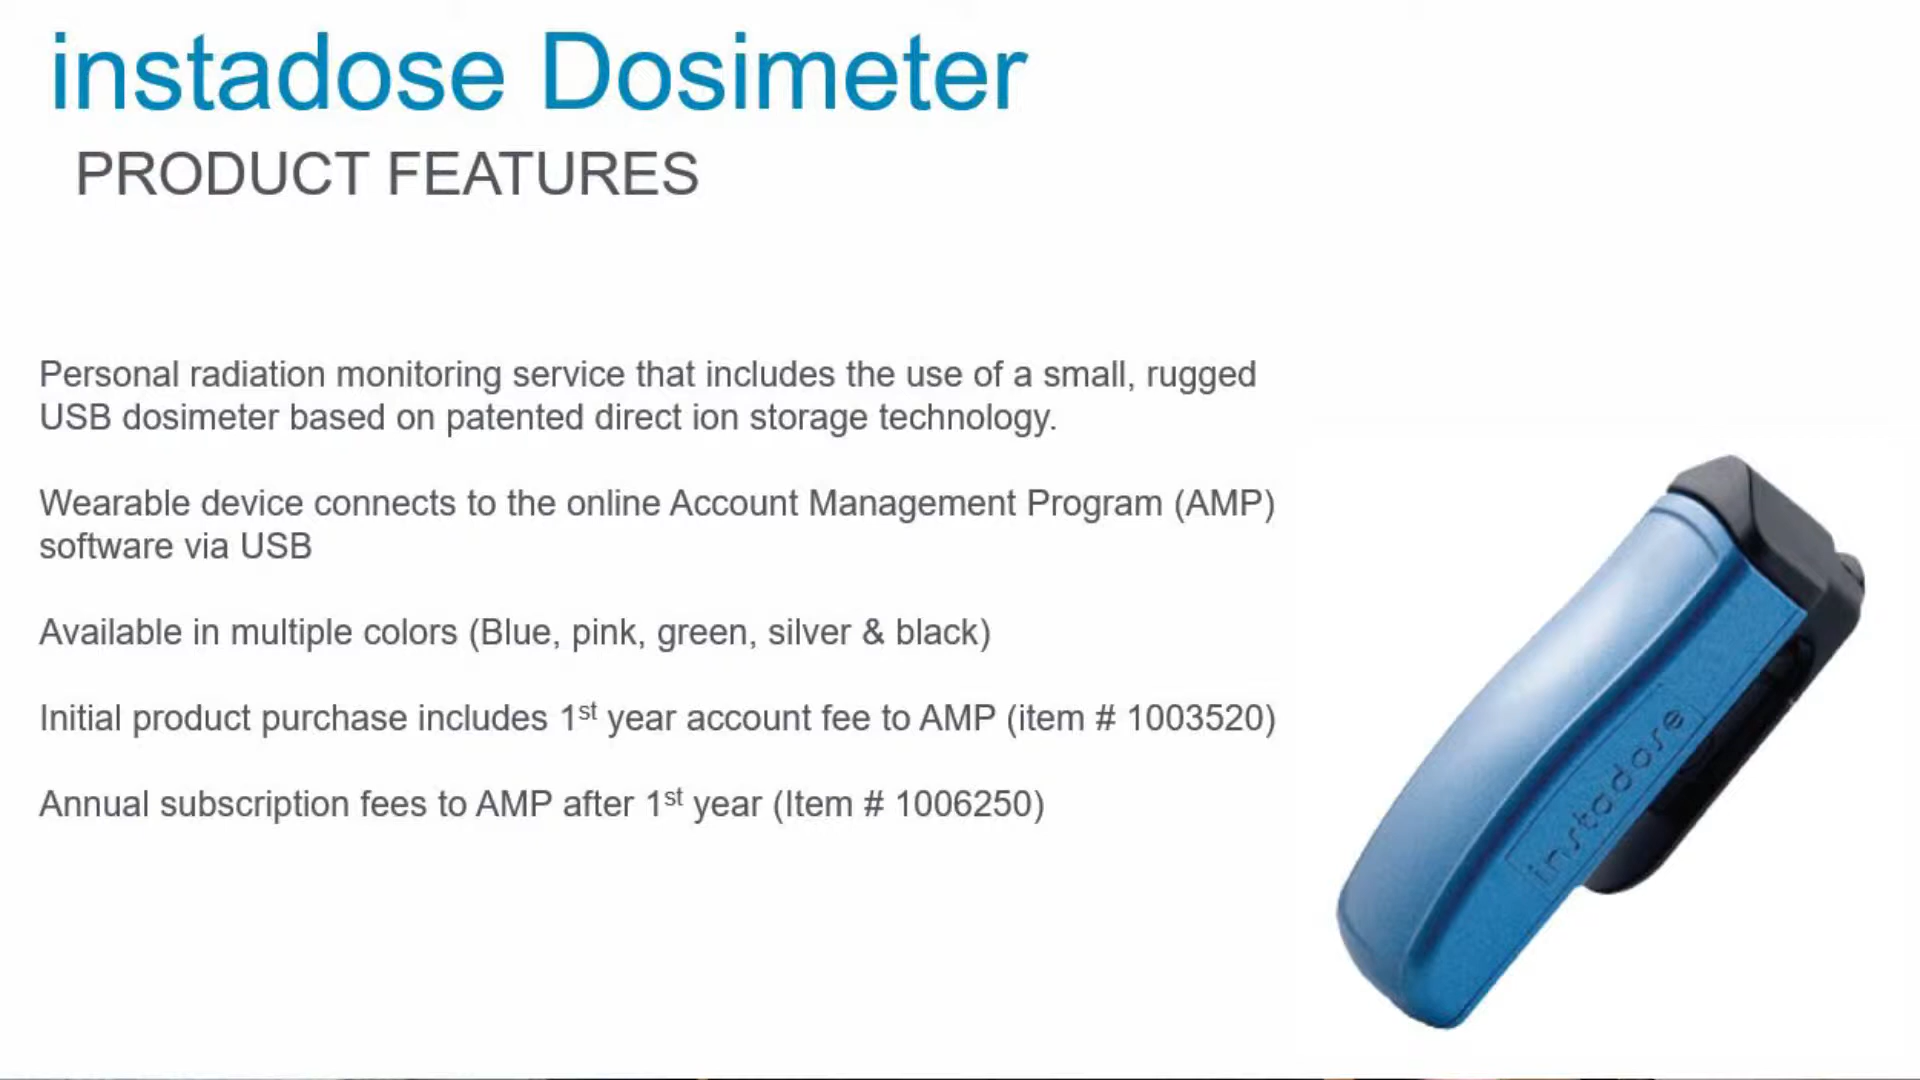 instadose Dosimeter
PRODUCT FEATURES
Personal radiation monitoring service that includes the use of a small, rugged
USB dosimeter based on patented direct ion storage technology.
Wearable device connects to the online Account Management Program (AMP)
software via USB
Available in multiple colors (Blue, pink, green, silver & black)
Initial product purchase includes 1st year account fee to AMP (item # 1003520)
Annual subscription fees to AMP after 1st year (Item # 1006250)
instadose